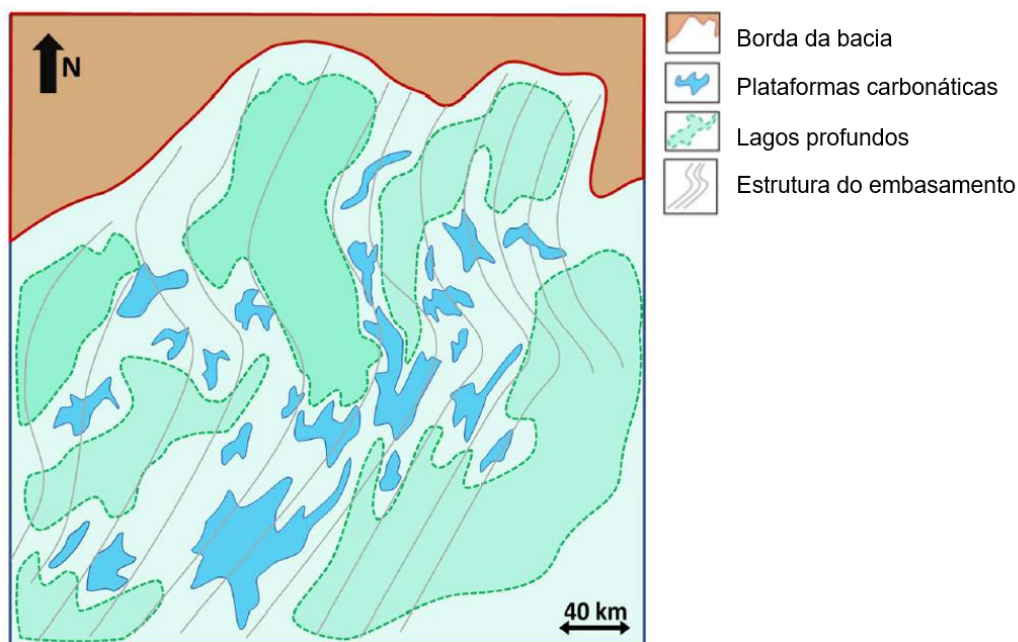 N
Borda da bacia
Plataformas carbonáticas
Lagos profundos
Estrutura do embasamento
40 km